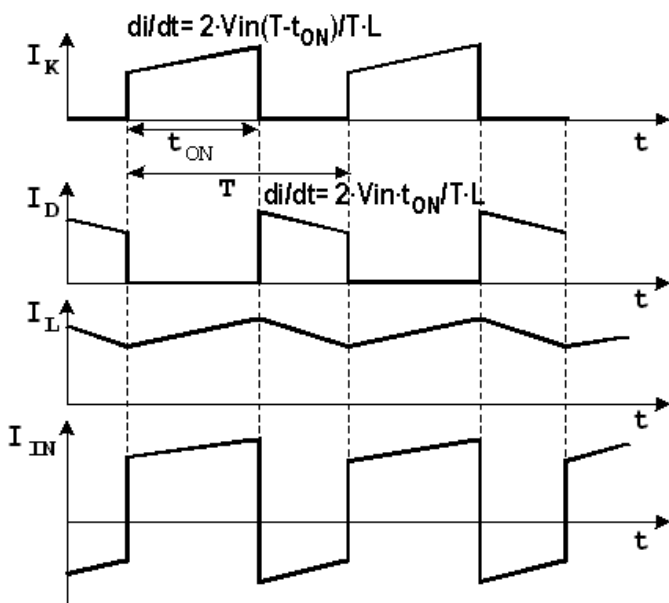 di/dt= 2·Vin(T-tON)/T·L
IK
t
tON
T
di/dt= 2·Vin·tON/T·L
ID
t
IL
t
IIN
t